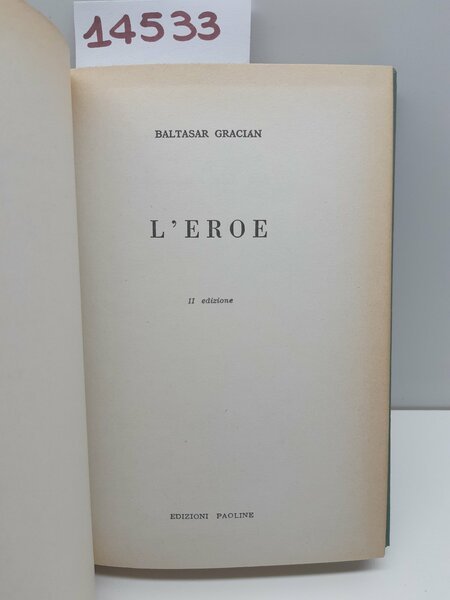 14533
BALTASAR GRACIAN
L'EROE
II edizione
EDIZIONI PAOLINE